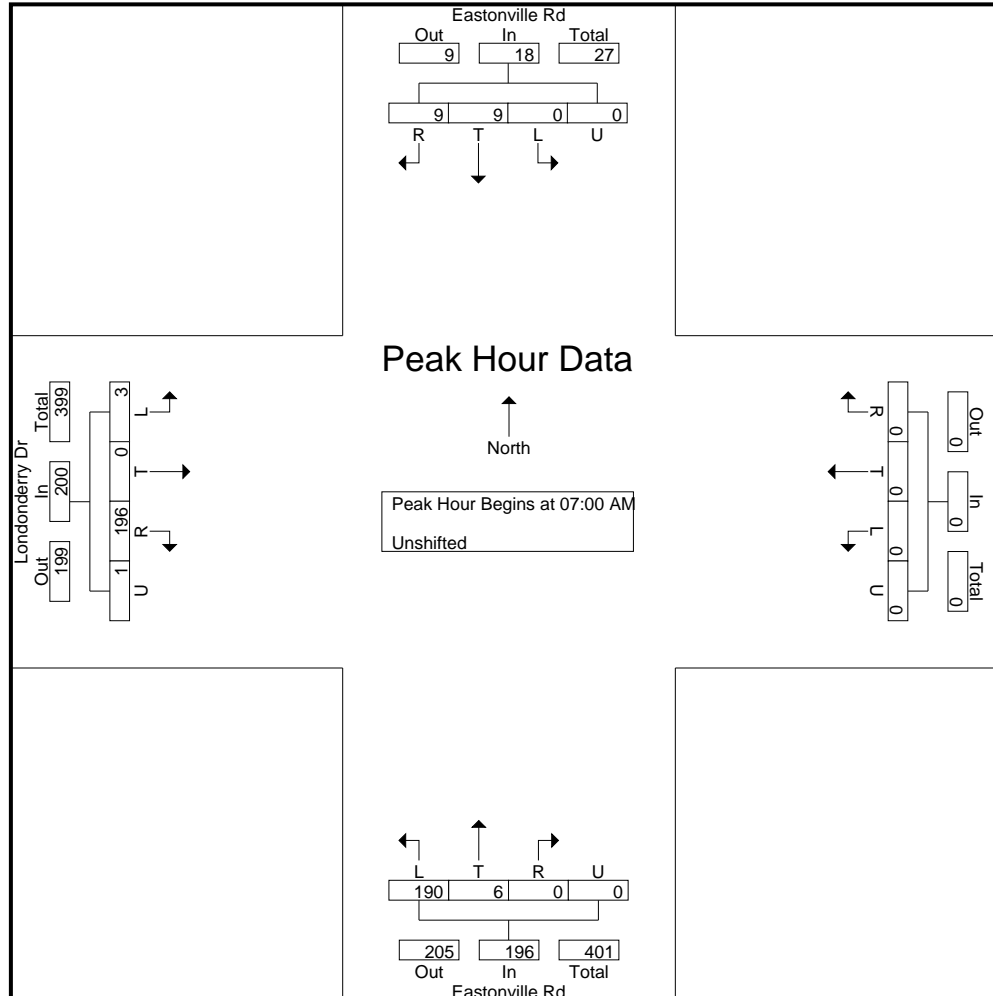 Eastonville Rd
Out In Total
9 18 27
9 9 0 0
R T L U
Peak Hour Data
North
Peak Hour Begins at 07:00 AM
Unshifted
Londonderry Dr
Out In Total
199 200 399
3 0 196 1
L T R U
R T L U
0 0 0 0
Out In Total
0 0 0
L T R U
190 6 0 0
205 196 401
Out In Total
Eastonville Rd